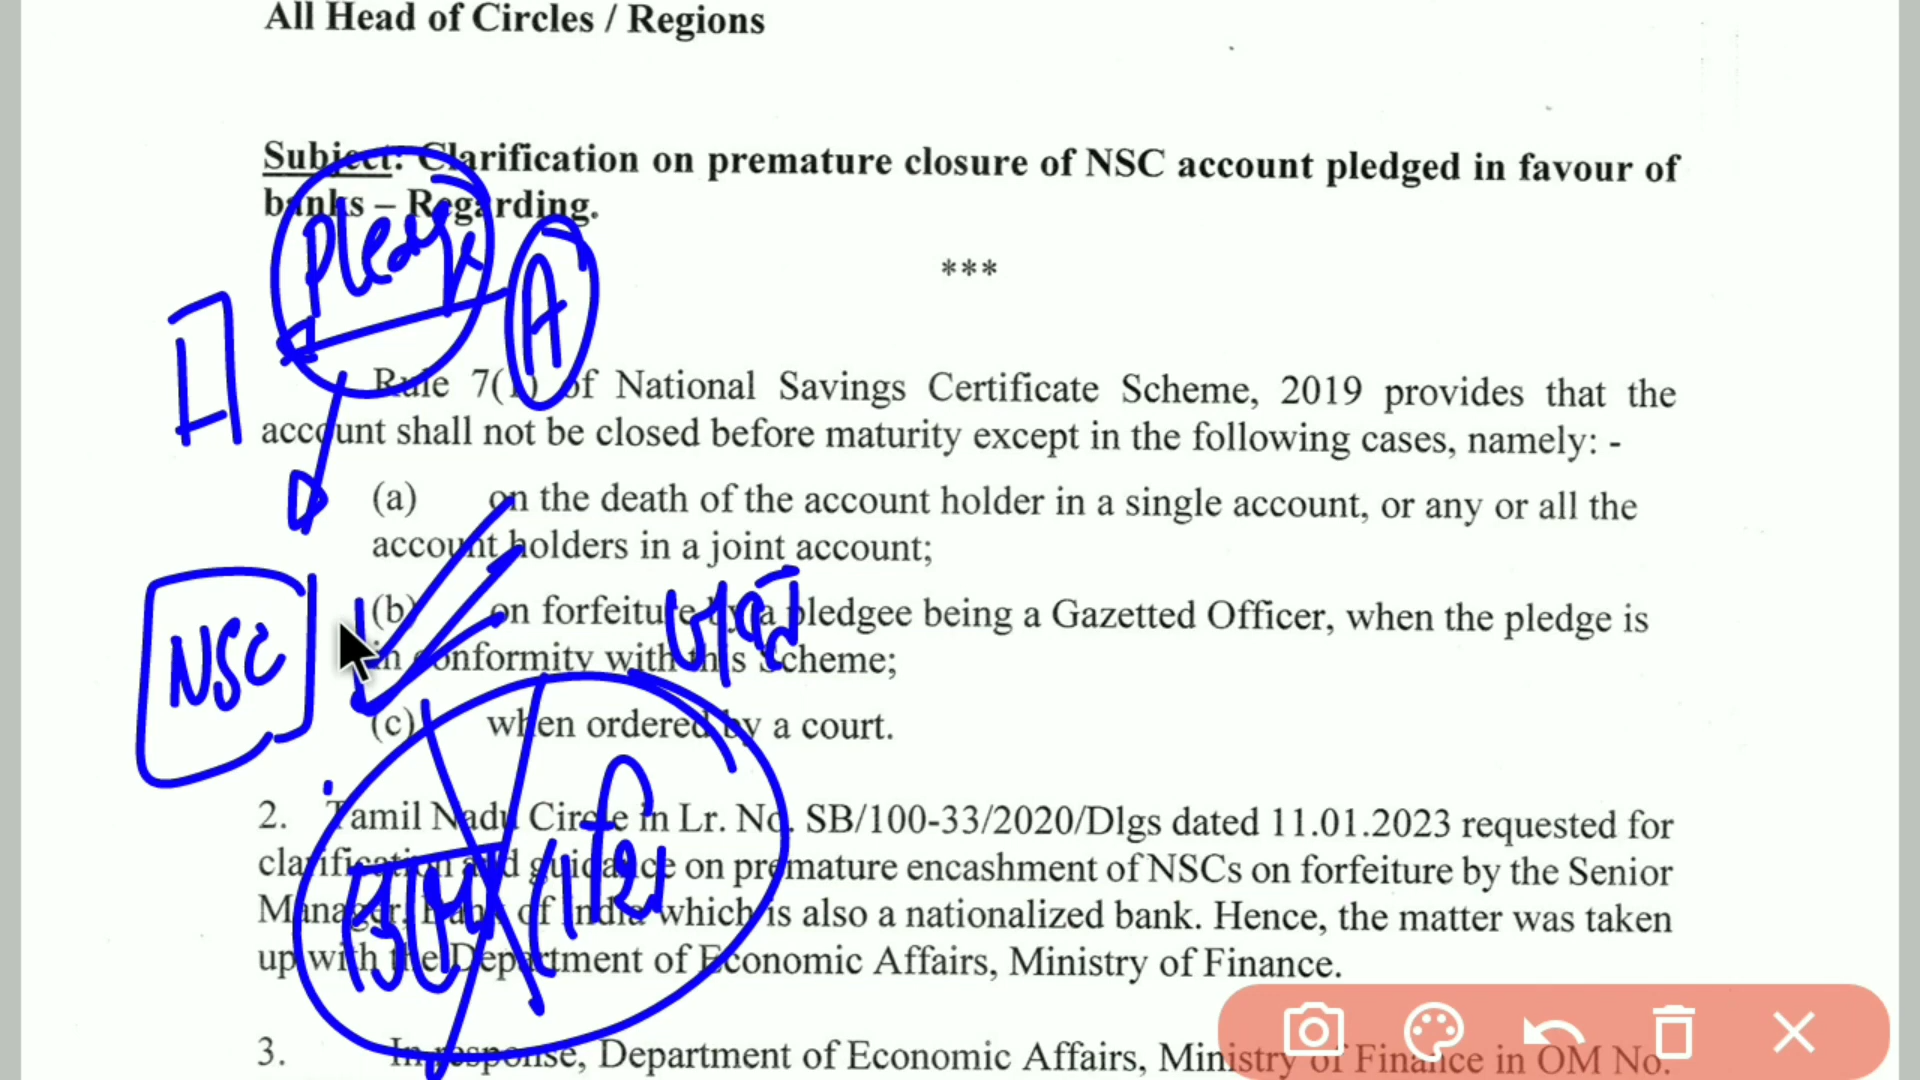 All Head of Circles / Regions
Subject: Clarification on premature closure of NSC account pledged in favour of
banks – Regarding.
***
Pledge
A
Rule 7(1) of National Savings Certificate Scheme, 2019 provides that the
account shall not be closed before maturity except in the following cases, namely: -
(a) on the death of the account holder in a single account, or any or all the
account holders in a joint account;
(b) on forfeiture by a pledgee being a Gazetted Officer, when the pledge is
in conformity with this Scheme;
NSC
(c) when ordered by a court.
2. Tamil Nadu Circle in Lr. No. SB/100-33/2020/Dlgs dated 11.01.2023 requested for
clarification and guidance on premature encashment of NSCs on forfeiture by the Senior
Manager, Bank of India which is also a nationalized bank. Hence, the matter was taken
up with the Department of Economic Affairs, Ministry of Finance.
3. In response, Department of Economic Affairs, Ministry of Finance in OM No.